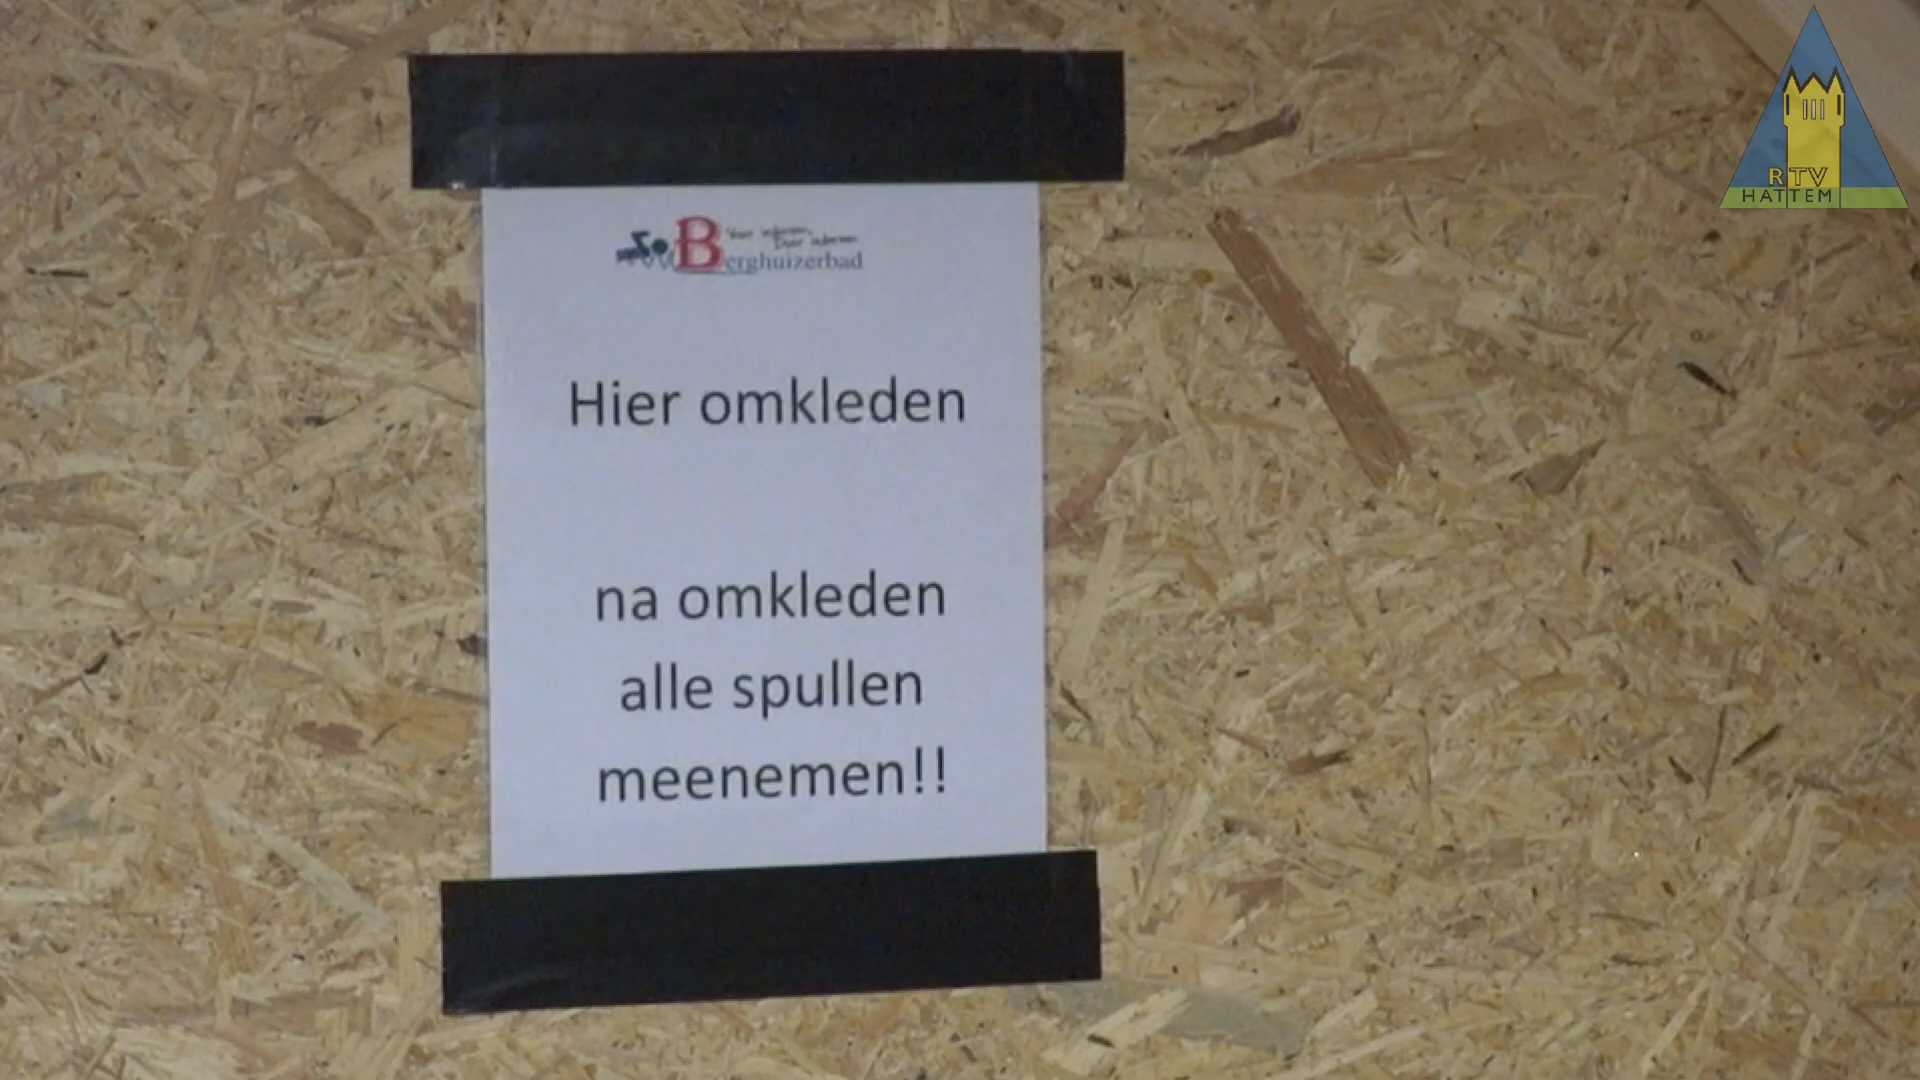 Berghuizerbad
Hier omkleden
na omkleden
alle spullen
meenemen!!
RTV
HATTEM